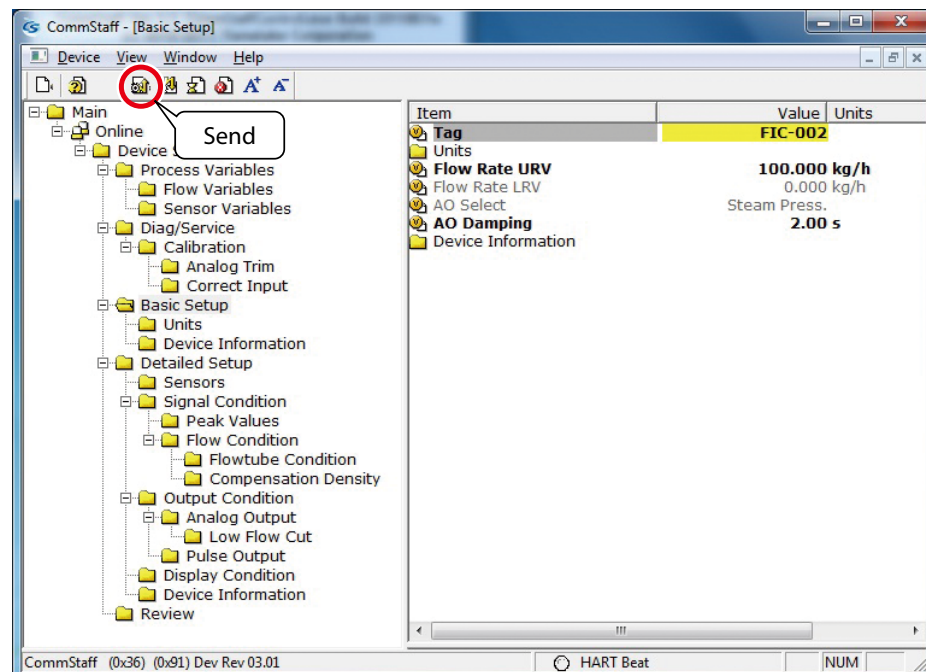 CommStaff - [Basic Setup]
Device View Window Help
Send
Main
Online
Device
Process Variables
Flow Variables
Sensor Variables
Diag/Service
Calibration
Analog Trim
Correct Input
Basic Setup
Units
Device Information
Detailed Setup
Sensors
Signal Condition
Peak Values
Flow Condition
Flowtube Condition
Compensation Density
Output Condition
Analog Output
Low Flow Cut
Pulse Output
Display Condition
Device Information
Review
Item Value Units
Tag FIC-002
Units
Flow Rate URV 100.000 kg/h
Flow Rate LRV 0.000 kg/h
AO Select Steam Press.
AO Damping 2.00 s
Device Information
CommStaff (0x36) (0x91) Dev Rev 03.01 HART Beat NUM